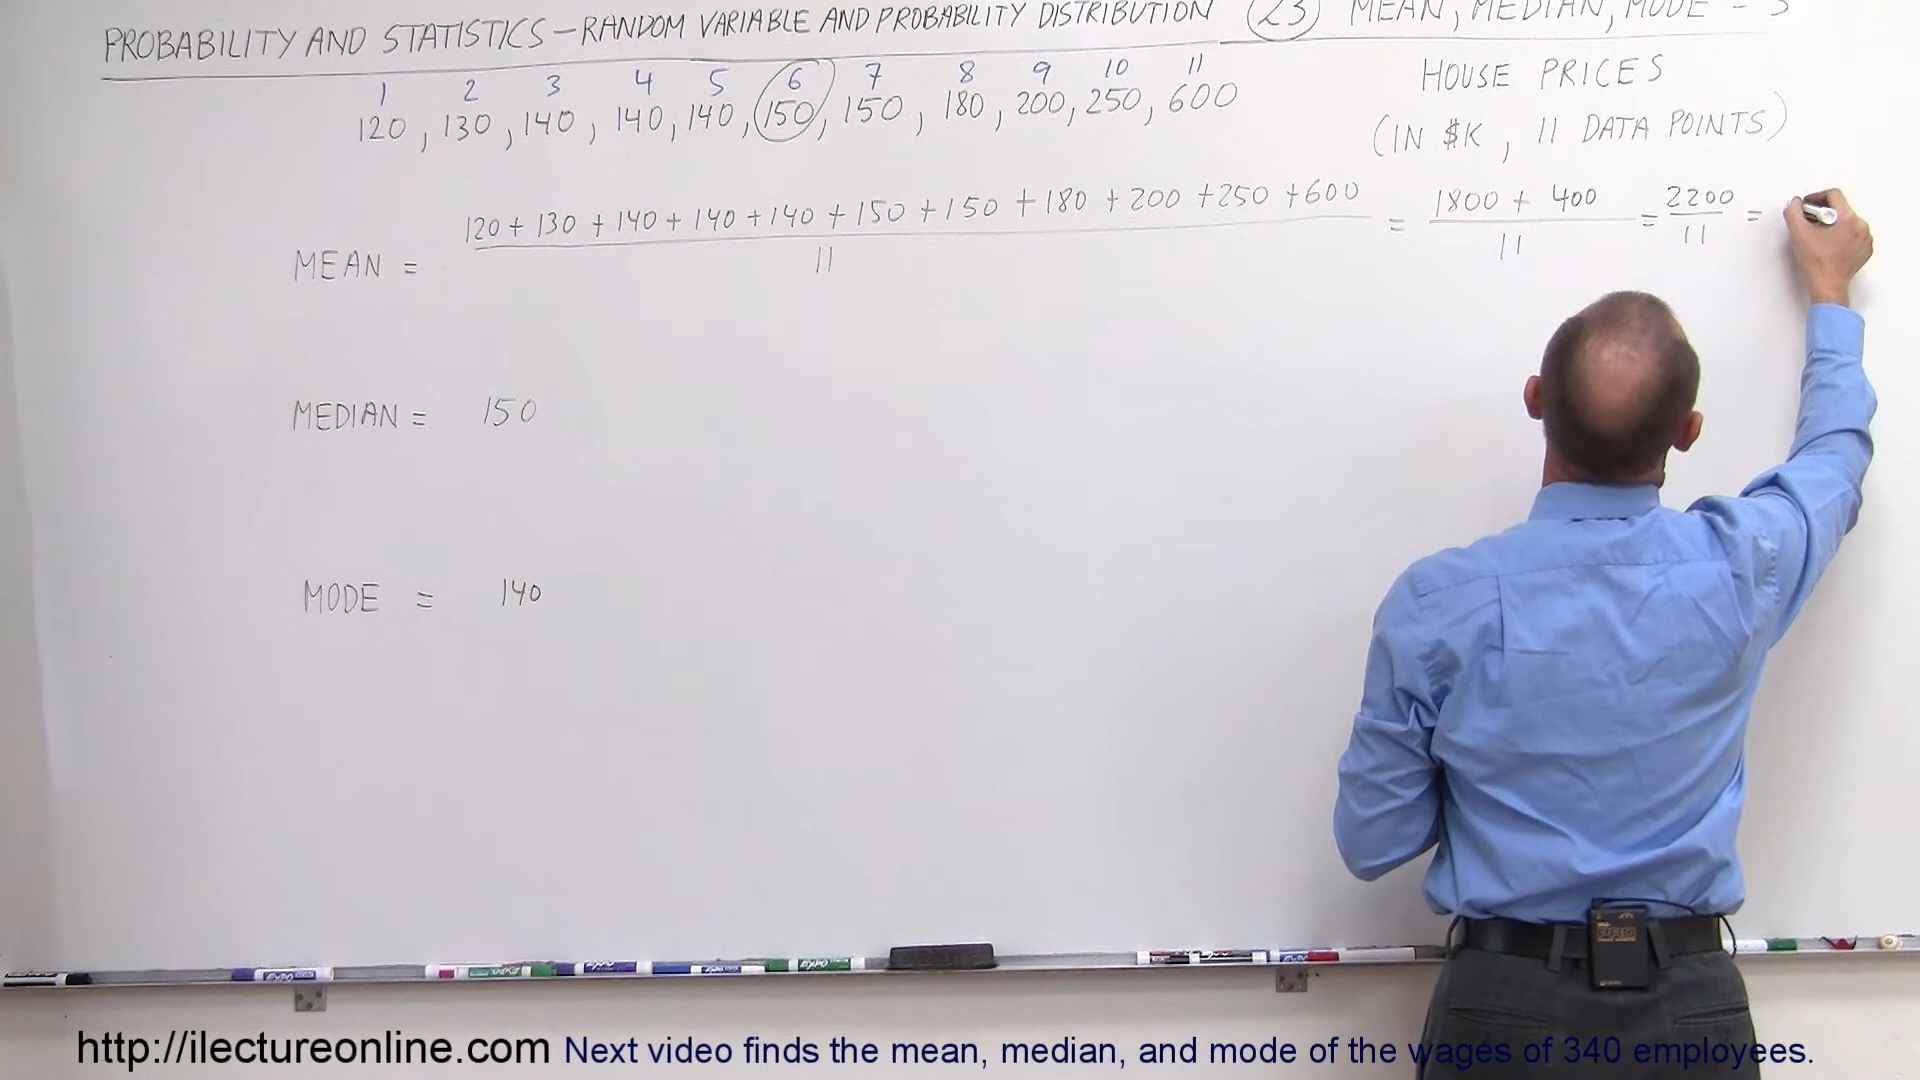 PROBABILITY AND STATISTICS – RANDOM VARIABLE AND PROBABILITY DISTRIBUTION 23 MEAN, MEDIAN, MODE - 3
1 2 3 4 5 6 7 8 9 10 11
120, 130, 140, 140, 140, 150, 150, 180, 200, 250, 600
HOUSE PRICES
(IN $K, 11 DATA POINTS)
MEAN = 120 + 130 + 140 + 140 + 140 + 150 + 150 + 180 + 200 + 250 + 600 = 1800 + 400 = 2200 =
11 11 11
MEDIAN = 150
MODE = 140
EXPO EXPO EXPO EXPO
http://ilectureonline.com Next video finds the mean, median, and mode of the wages of 340 employees.